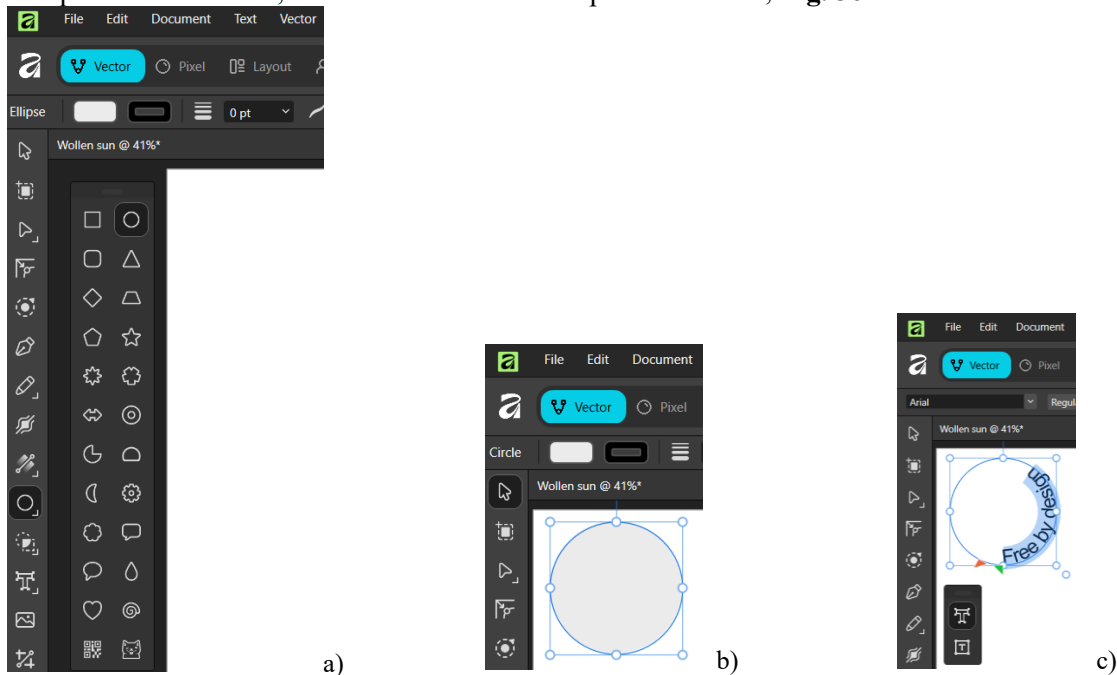 File Edit Document Text Vector
Vector Pixel Layout
Ellipse 0 pt
Wollen sun @ 41%*
a)
File Edit Document
Vector Pixel
Circle
Wollen sun @ 41%*
b)
File Edit Document
Vector Pixel
Arial Regul
Wollen sun @ 41%*
Free by design
c)